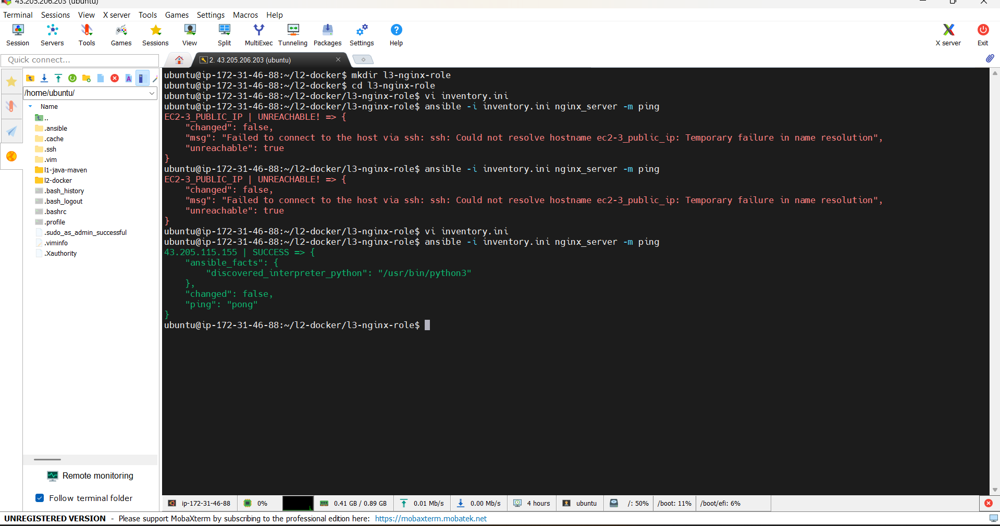 43.205.206.203 (ubuntu)
Terminal Sessions View X server Tools Games Settings Macros Help
Session Servers Tools Games Sessions View Split MultiExec Tunneling Packages Settings Help X server Exit
Quick connect...
2. 43.205.206.203 (ubuntu)
/home/ubuntu/
Name
..
.ansible
.cache
.ssh
.vim
l1-java-maven
l2-docker
.bash_history
.bash_logout
.bashrc
.profile
.sudo_as_admin_successful
.viminfo
.Xauthority
Remote monitoring
Follow terminal folder
ubuntu@ip-172-31-46-88:~/l2-docker$ mkdir l3-nginx-role
ubuntu@ip-172-31-46-88:~/l2-docker$ cd l3-nginx-role
ubuntu@ip-172-31-46-88:~/l2-docker/l3-nginx-role$ vi inventory.ini
ubuntu@ip-172-31-46-88:~/l2-docker/l3-nginx-role$ ansible -i inventory.ini nginx_server -m ping
EC2-3_PUBLIC_IP | UNREACHABLE! => {
    "changed": false,
    "msg": "Failed to connect to the host via ssh: ssh: Could not resolve hostname ec2-3_public_ip: Temporary failure in name resolution",
    "unreachable": true
}
ubuntu@ip-172-31-46-88:~/l2-docker/l3-nginx-role$ ansible -i inventory.ini nginx_server -m ping
EC2-3_PUBLIC_IP | UNREACHABLE! => {
    "changed": false,
    "msg": "Failed to connect to the host via ssh: ssh: Could not resolve hostname ec2-3_public_ip: Temporary failure in name resolution",
    "unreachable": true
}
ubuntu@ip-172-31-46-88:~/l2-docker/l3-nginx-role$ vi inventory.ini
ubuntu@ip-172-31-46-88:~/l2-docker/l3-nginx-role$ ansible -i inventory.ini nginx_server -m ping
43.205.115.155 | SUCCESS => {
    "ansible_facts": {
        "discovered_interpreter_python": "/usr/bin/python3"
    },
    "changed": false,
    "ping": "pong"
}
ubuntu@ip-172-31-46-88:~/l2-docker/l3-nginx-role$
ip-172-31-46-88 0% 0.41 GB / 0.89 GB 0.01 Mb/s 0.00 Mb/s 4 hours ubuntu /: 50% /boot: 11% /boot/efi: 6%
UNREGISTERED VERSION - Please support MobaXterm by subscribing to the professional edition here: https://mobaxterm.mobatek.net